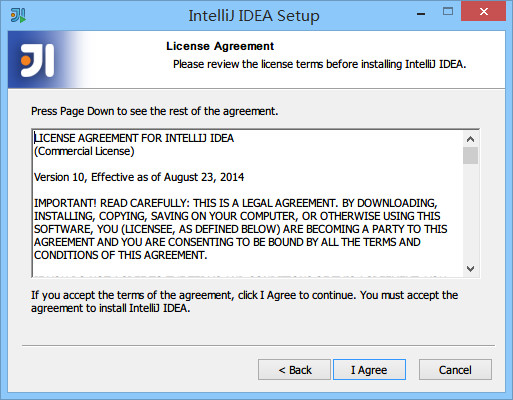 IntelliJ IDEA Setup
License Agreement
Please review the license terms before installing IntelliJ IDEA.
Press Page Down to see the rest of the agreement.
LICENSE AGREEMENT FOR INTELLIJ IDEA
(Commercial License)
Version 10, Effective as of August 23, 2014
IMPORTANT! READ CAREFULLY: THIS IS A LEGAL AGREEMENT. BY DOWNLOADING,
INSTALLING, COPYING, SAVING ON YOUR COMPUTER, OR OTHERWISE USING THIS
SOFTWARE, YOU (LICENSEE, AS DEFINED BELOW) ARE BECOMING A PARTY TO THIS
AGREEMENT AND YOU ARE CONSENTING TO BE BOUND BY ALL THE TERMS AND
CONDITIONS OF THIS AGREEMENT.
If you accept the terms of the agreement, click I Agree to continue. You must accept the
agreement to install IntelliJ IDEA.
< Back
I Agree
Cancel